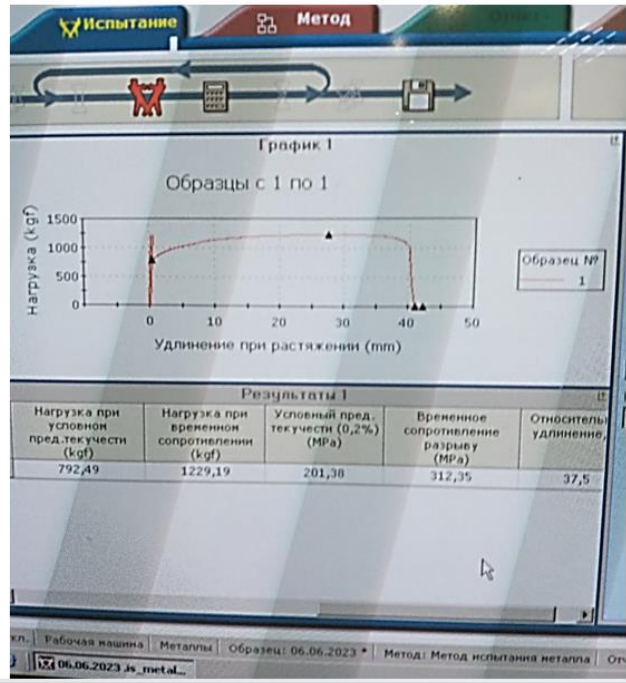 Испытание
Метод
График 1
Образцы с 1 по 1
Нагрузка (kgf)
1500
1000
500
0
0 10 20 30 40 50
Удлинение при растяжении (mm)
Образец №
1
Результаты 1
Нагрузка при условном пред.текучести (kgf)
Нагрузка при временном сопротивлении (kgf)
Условный пред. текучести (0,2%) (MPa)
Временное сопротивление разрыву (MPa)
Относитель удлинение,
792,49 1229,19 201,38 312,35 37,5
кл. Рабочая машина Металлы Образец: 06.06.2023 * Метод: Метод испытания металла
06.06.2023 .is_metal...